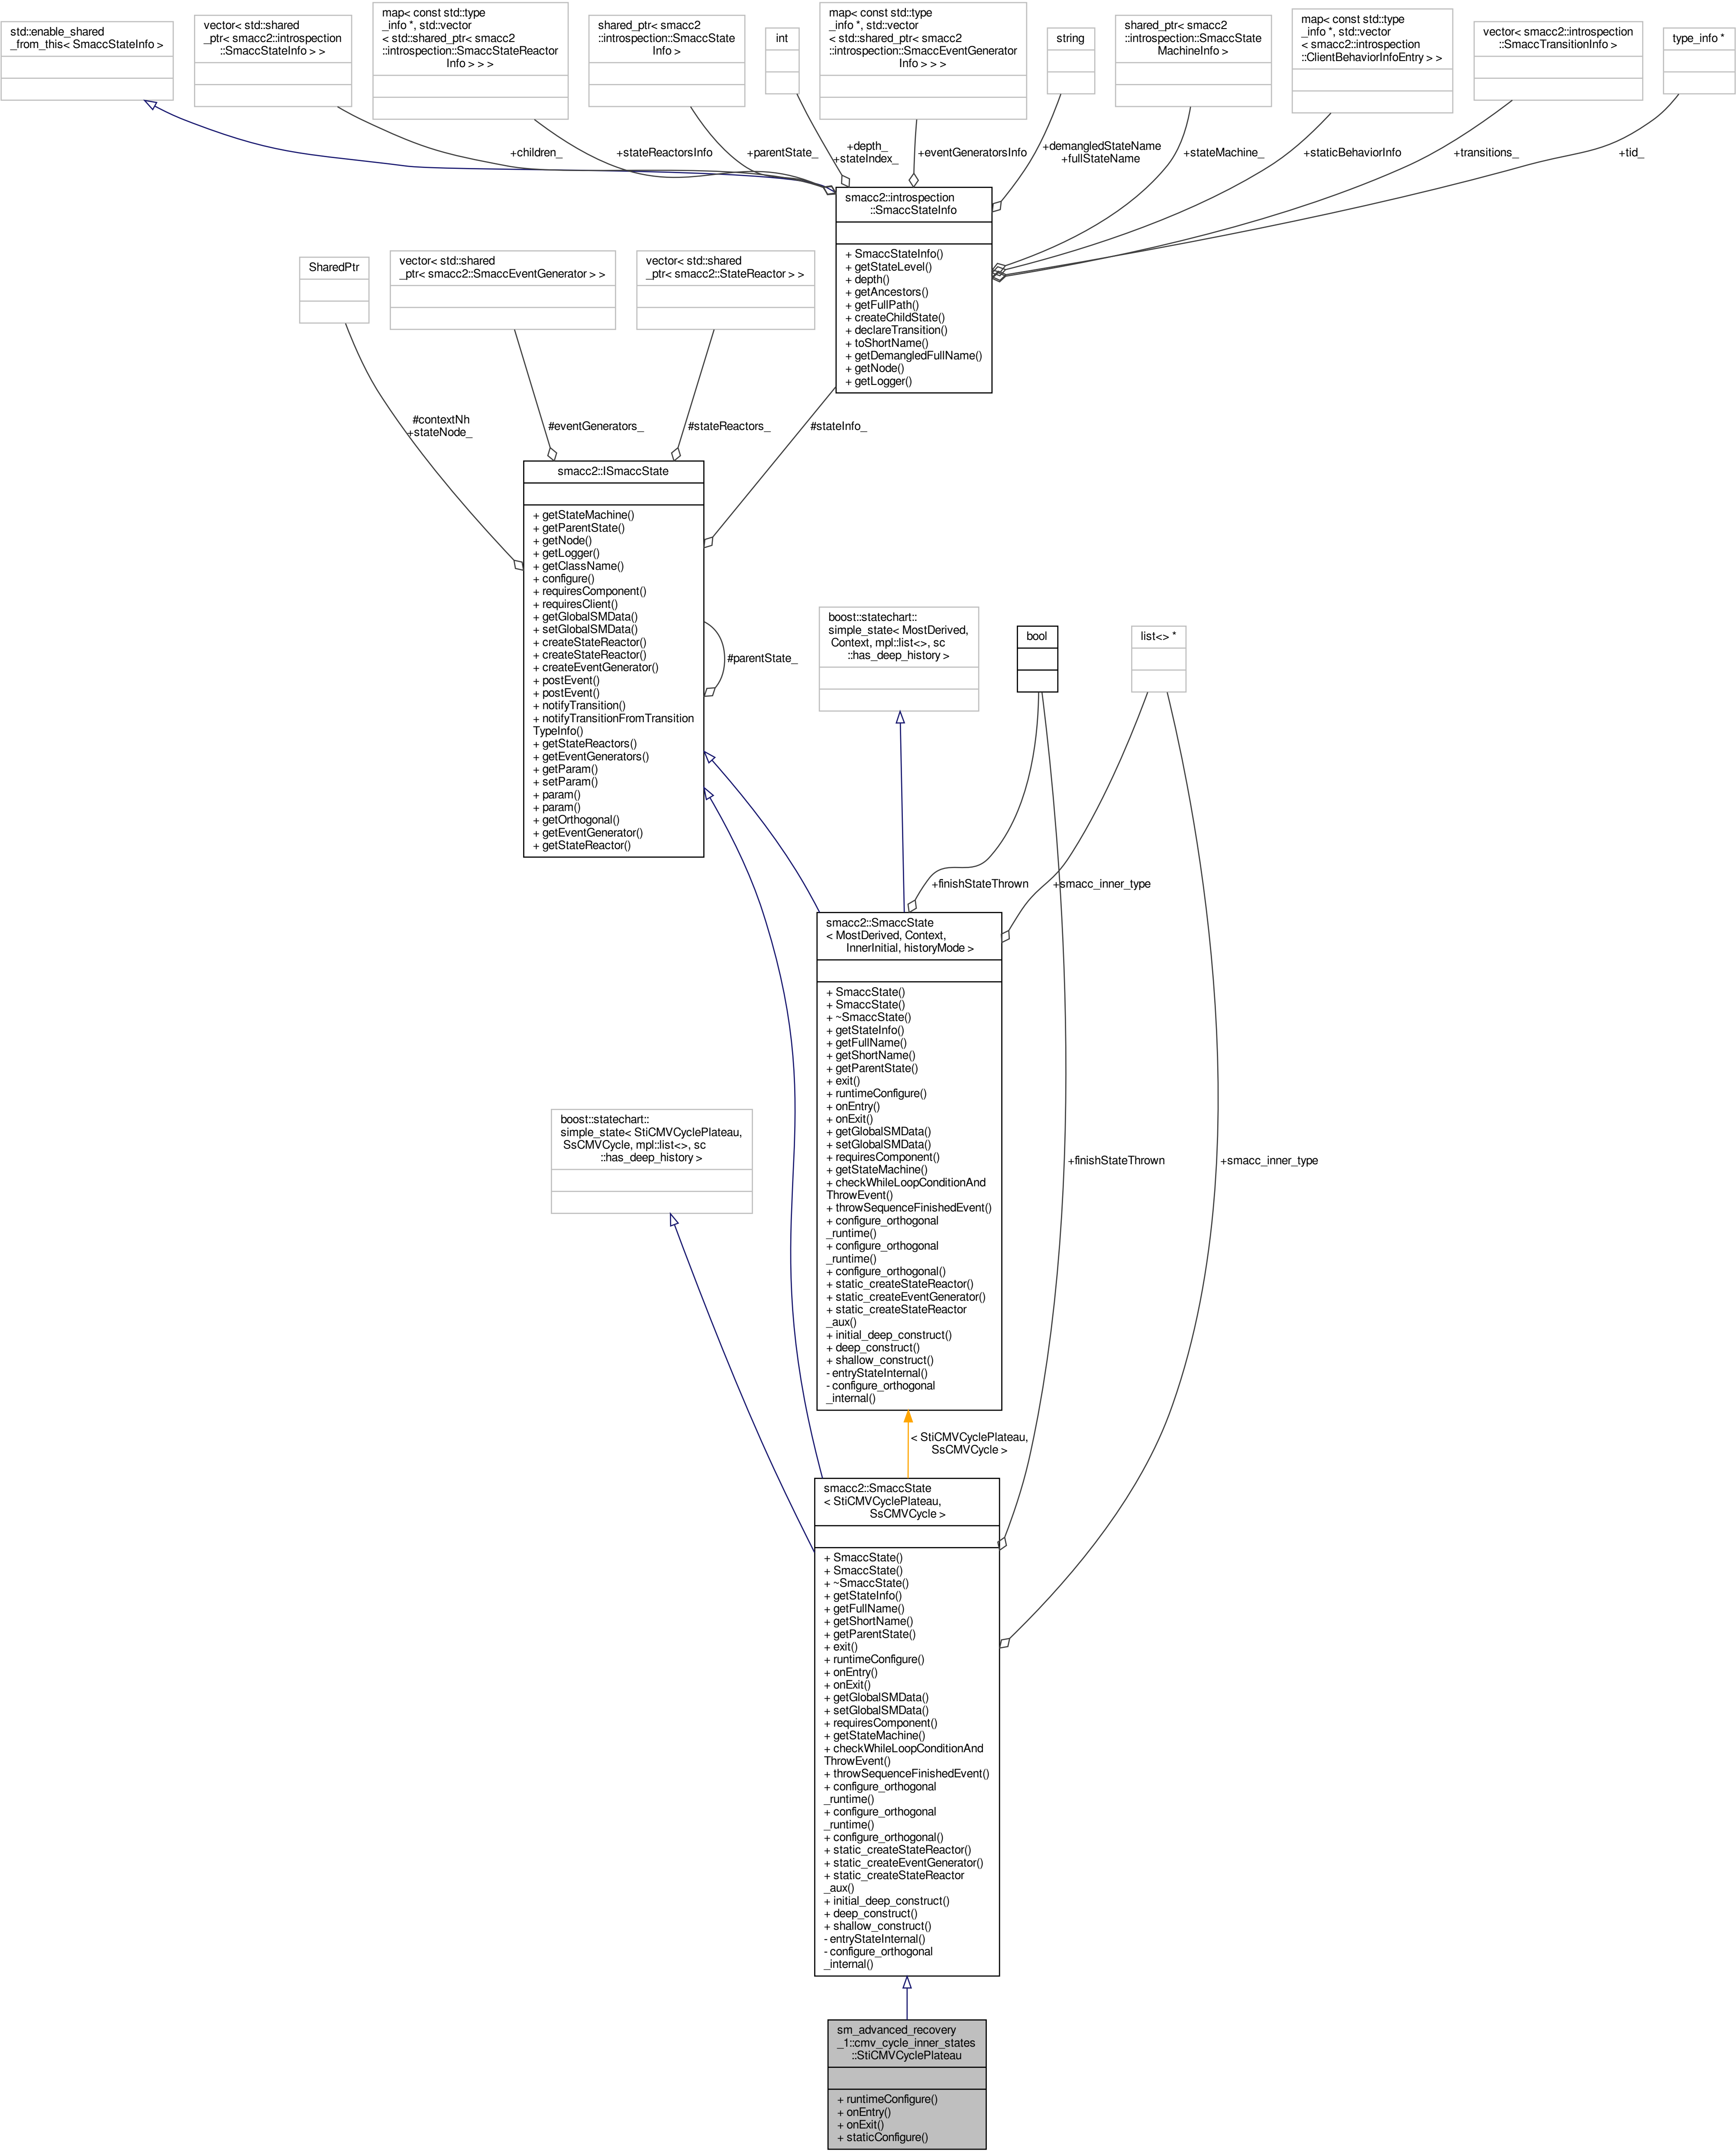 std::enable_shared
_from_this< SmaccStateInfo >
vector< std::shared
_ptr< smacc2::introspection
::SmaccStateInfo > >
map< const std::type
_info *, std::vector
< std::shared_ptr< smacc2
::introspection::SmaccStateReactor
Info > > >
shared_ptr< smacc2
::introspection::SmaccState
Info >
int
map< const std::type
_info *, std::vector
< std::shared_ptr< smacc2
::introspection::SmaccEventGenerator
Info > > >
string
shared_ptr< smacc2
::introspection::SmaccState
MachineInfo >
map< const std::type
_info *, std::vector
< smacc2::introspection
::ClientBehaviorInfoEntry > >
vector< smacc2::introspection
::SmaccTransitionInfo >
type_info *
+children_
+stateReactorsInfo
+parentState_
+depth_
+stateIndex_
+eventGeneratorsInfo
+demangledStateName
+fullStateName
+stateMachine_
+staticBehaviorInfo
+transitions_
+tid_
smacc2::introspection
::SmaccStateInfo
+ SmaccStateInfo()
+ getStateLevel()
+ depth()
+ getAncestors()
+ getFullPath()
+ createChildState()
+ declareTransition()
+ toShortName()
+ getDemangledFullName()
+ getNode()
+ getLogger()
SharedPtr
vector< std::shared
_ptr< smacc2::SmaccEventGenerator > >
vector< std::shared
_ptr< smacc2::StateReactor > >
#contextNh
+stateNode_
#eventGenerators_
#stateReactors_
#stateInfo_
smacc2::ISmaccState
+ getStateMachine()
+ getParentState()
+ getNode()
+ getLogger()
+ getClassName()
+ configure()
+ requiresComponent()
+ requiresClient()
+ getGlobalSMData()
+ setGlobalSMData()
+ createStateReactor()
+ createStateReactor()
+ createEventGenerator()
+ postEvent()
+ postEvent()
+ notifyTransition()
+ notifyTransitionFromTransition
TypeInfo()
+ getStateReactors()
+ getEventGenerators()
+ getParam()
+ setParam()
+ param()
+ param()
+ getOrthogonal()
+ getEventGenerator()
+ getStateReactor()
#parentState_
boost::statechart::
simple_state< MostDerived,
Context, mpl::list<>, sc
::has_deep_history >
bool
list<> *
+finishStateThrown
+smacc_inner_type
smacc2::SmaccState
< MostDerived, Context,
InnerInitial, historyMode >
+ SmaccState()
+ SmaccState()
+ ~SmaccState()
+ getStateInfo()
+ getFullName()
+ getShortName()
+ getParentState()
+ exit()
+ runtimeConfigure()
+ onEntry()
+ onExit()
+ getGlobalSMData()
+ setGlobalSMData()
+ requiresComponent()
+ getStateMachine()
+ checkWhileLoopConditionAnd
ThrowEvent()
+ throwSequenceFinishedEvent()
+ configure_orthogonal
_runtime()
+ configure_orthogonal
_runtime()
+ configure_orthogonal()
+ static_createStateReactor()
+ static_createEventGenerator()
+ static_createStateReactor
_aux()
+ initial_deep_construct()
+ deep_construct()
+ shallow_construct()
- entryStateInternal()
- configure_orthogonal
_internal()
boost::statechart::
simple_state< StiCMVCyclePlateau,
SsCMVCycle, mpl::list<>, sc
::has_deep_history >
+finishStateThrown
+smacc_inner_type
< StiCMVCyclePlateau,
SsCMVCycle >
smacc2::SmaccState
< StiCMVCyclePlateau,
SsCMVCycle >
+ SmaccState()
+ SmaccState()
+ ~SmaccState()
+ getStateInfo()
+ getFullName()
+ getShortName()
+ getParentState()
+ exit()
+ runtimeConfigure()
+ onEntry()
+ onExit()
+ getGlobalSMData()
+ setGlobalSMData()
+ requiresComponent()
+ getStateMachine()
+ checkWhileLoopConditionAnd
ThrowEvent()
+ throwSequenceFinishedEvent()
+ configure_orthogonal
_runtime()
+ configure_orthogonal
_runtime()
+ configure_orthogonal()
+ static_createStateReactor()
+ static_createEventGenerator()
+ static_createStateReactor
_aux()
+ initial_deep_construct()
+ deep_construct()
+ shallow_construct()
- entryStateInternal()
- configure_orthogonal
_internal()
sm_advanced_recovery
_1::cmv_cycle_inner_states
::StiCMVCyclePlateau
+ runtimeConfigure()
+ onEntry()
+ onExit()
+ staticConfigure()